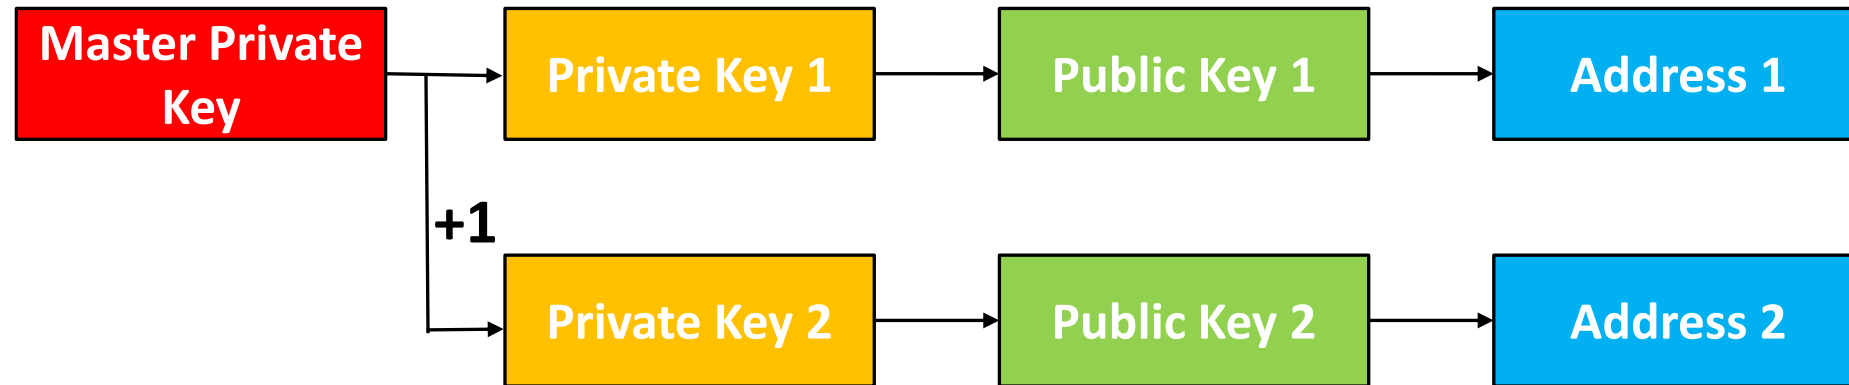 Master Private
Key
Private Key 1
Public Key 1
Address 1
+1
Private Key 2
Public Key 2
Address 2